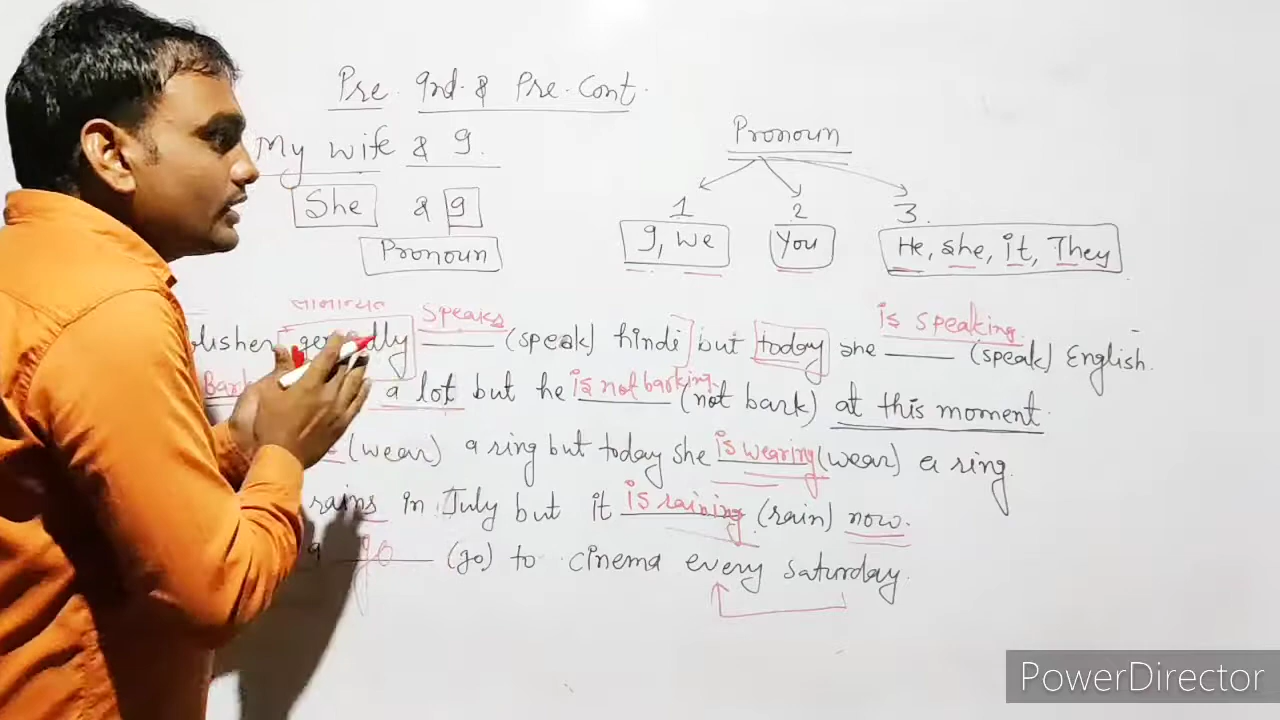 Pre. Ind. & Pre. Cont.
My wife & I.
She & I
Pronoun
Pronoun
1 2 3.
I, We You He, She, it, They
सामान्यत speaks is speaking
generally ____ (speak) hindi but today she ____ (speak) English.
a lot but he is not barking (not bark) at this moment.
(wear) a ring but today she is wearing (wear) a ring.
rains in July but it is raining (rain) now.
go (go) to cinema every saturday.
PowerDirector